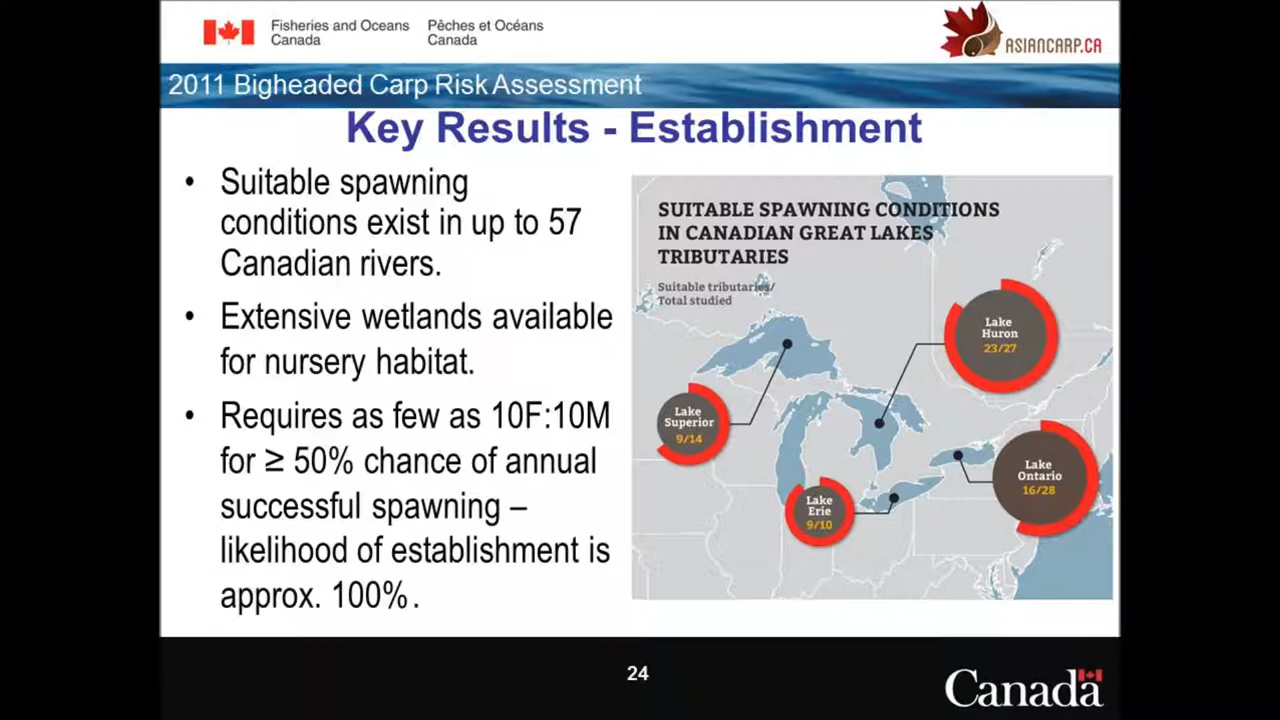 Fisheries and Oceans Pêches et Océans
Canada Canada
ASIANCARP.CA
2011 Bigheaded Carp Risk Assessment
Key Results - Establishment
• Suitable spawning
conditions exist in up to 57
Canadian rivers.
• Extensive wetlands available
for nursery habitat.
• Requires as few as 10F:10M
for ≥ 50% chance of annual
successful spawning –
likelihood of establishment is
approx. 100%.
SUITABLE SPAWNING CONDITIONS
IN CANADIAN GREAT LAKES
TRIBUTARIES
Suitable tributaries/
Total studied
Lake
Huron
23/27
Lake
Superior
9/14
Lake
Ontario
16/28
Lake
Erie
9/10
24
Canada